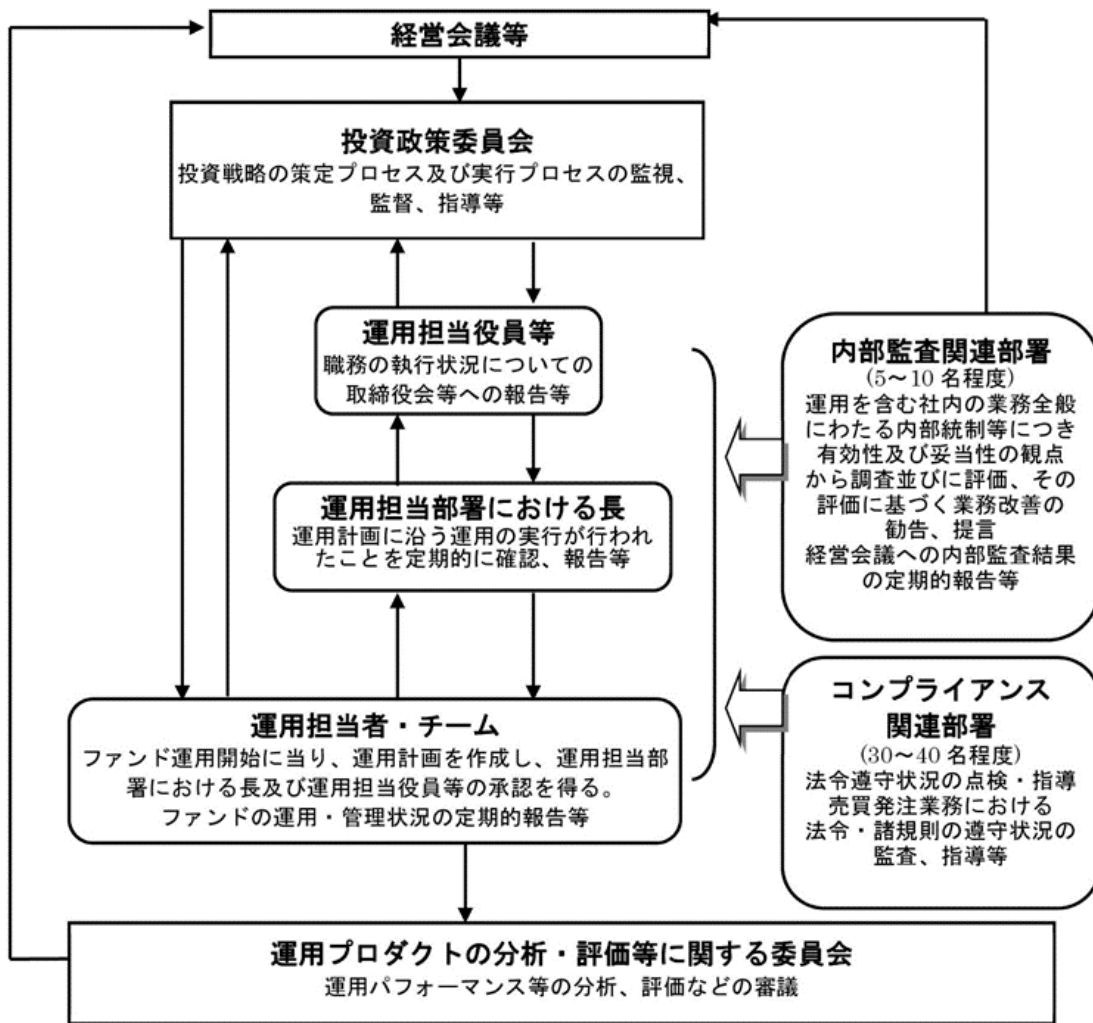 経営会議等
投資政策委員会
投資戦略の策定プロセス及び実行プロセスの監視、
監督、指導等
運用担当役員等
職務の執行状況についての
取締役会等への報告等
運用担当部署における長
運用計画に沿う運用の実行が行われ
たことを定期的に確認、報告等
運用担当者・チーム
ファンド運用開始に当り、運用計画を作成し、運用担当部
署における長及び運用担当役員等の承認を得る。
ファンドの運用・管理状況の定期的報告等
内部監査関連部署
(5～10 名程度)
運用を含む社内の業務全般
にわたる内部統制等につき
有効性及び妥当性の観点
から調査並びに評価、その
評価に基づく業務改善の
勧告、提言
経営会議への内部監査結果
の定期的報告等
コンプライアンス
関連部署
(30～40 名程度)
法令遵守状況の点検・指導
売買発注業務における
法令・諸規則の遵守状況の
監査、指導等
運用プロダクトの分析・評価等に関する委員会
運用パフォーマンス等の分析、評価などの審議